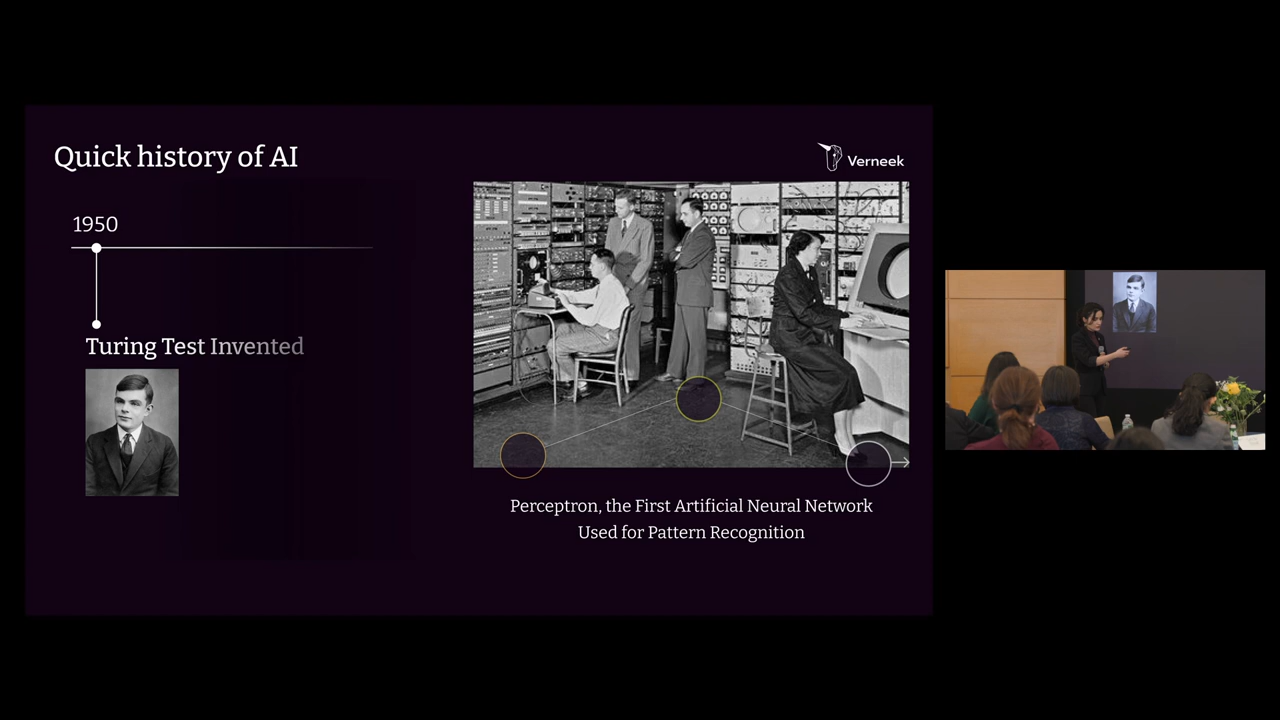 Quick history of AI
Verneek
1950
Turing Test Invented
Perceptron, the First Artificial Neural Network
Used for Pattern Recognition